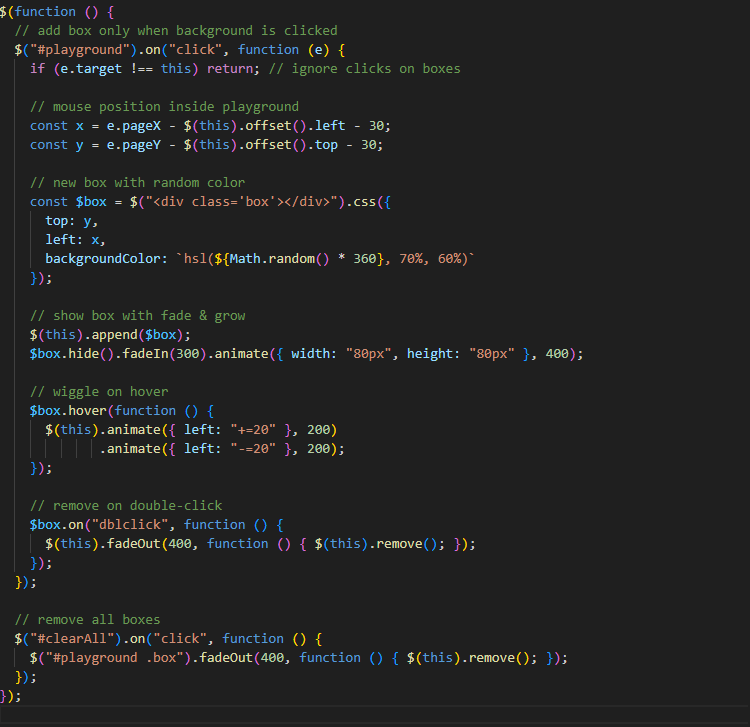 $(function () {
  // add box only when background is clicked
  $("#playground").on("click", function (e) {
    if (e.target !== this) return; // ignore clicks on boxes

    // mouse position inside playground
    const x = e.pageX - $(this).offset().left - 30;
    const y = e.pageY - $(this).offset().top - 30;

    // new box with random color
    const $box = $("<div class='box'></div>").css({
      top: y,
      left: x,
      backgroundColor: `hsl(${Math.random() * 360}, 70%, 60%)`
    });

    // show box with fade & grow
    $(this).append($box);
    $box.hide().fadeIn(300).animate({ width: "80px", height: "80px" }, 400);

    // wiggle on hover
    $box.hover(function () {
      $(this).animate({ left: "+=20" }, 200)
             .animate({ left: "-=20" }, 200);
    });

    // remove on double-click
    $box.on("dblclick", function () {
      $(this).fadeOut(400, function () { $(this).remove(); });
    });
  });

  // remove all boxes
  $("#clearAll").on("click", function () {
    $("#playground .box").fadeOut(400, function () { $(this).remove(); });
  });
});